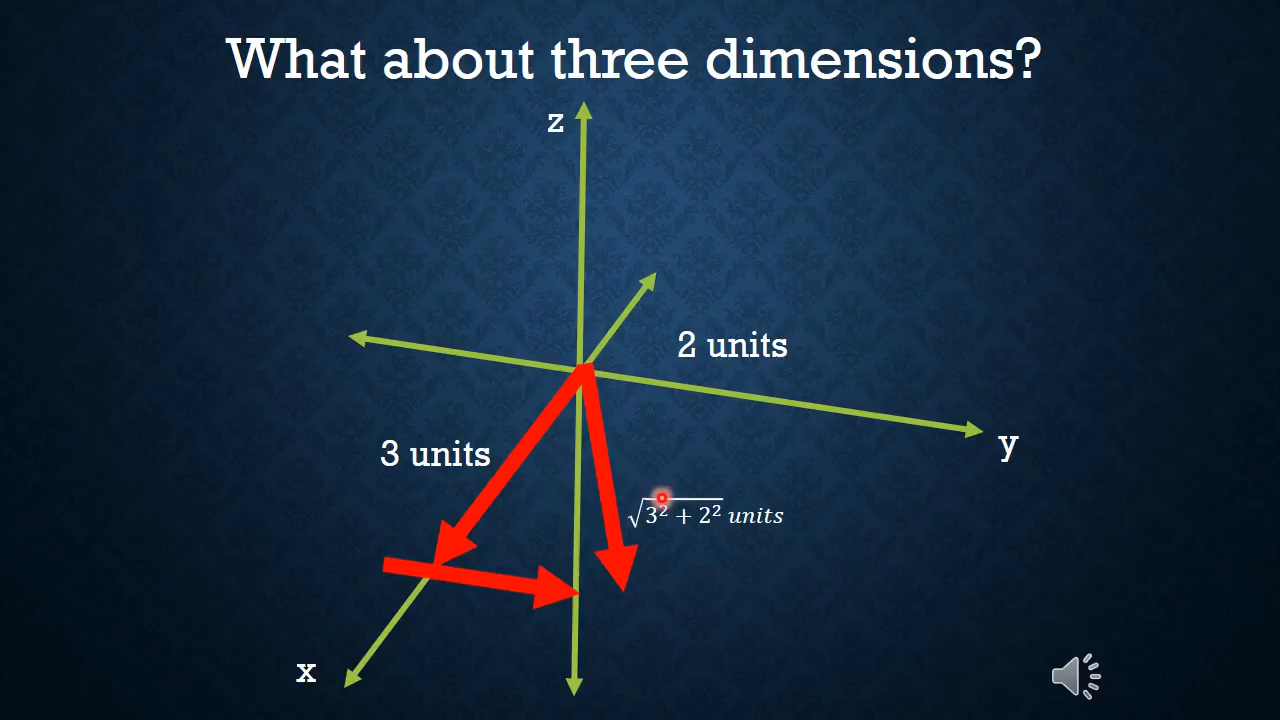 What about three dimensions?
z
2 units
y
3 units
√3² + 2² units
x